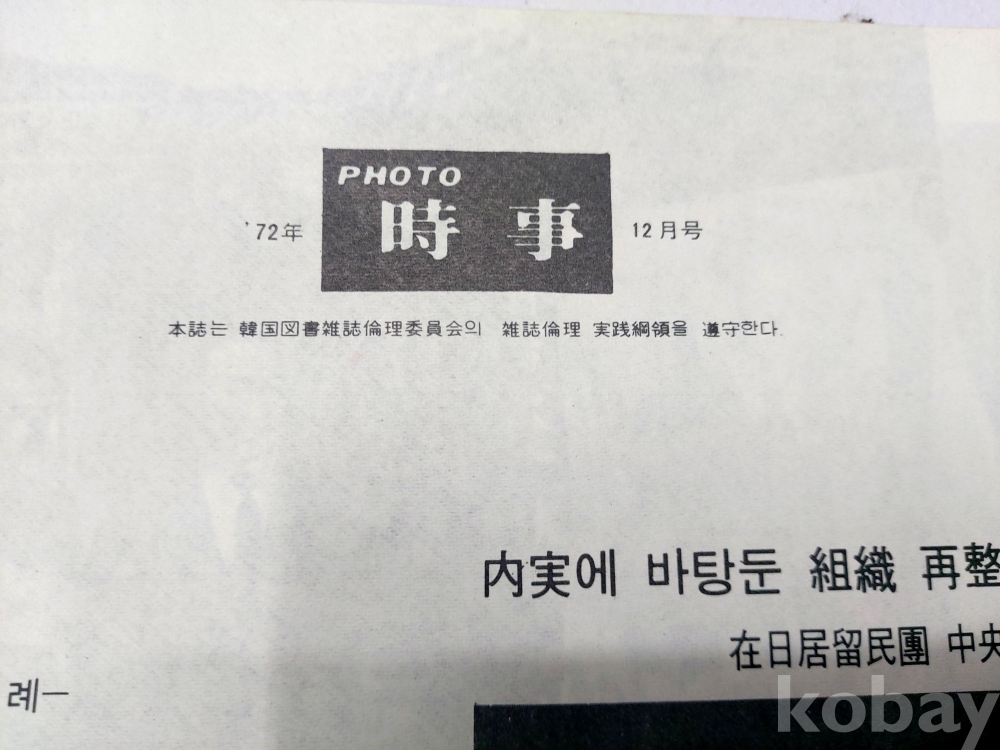 PHOTO
'72年 時事 12月号
本誌는 韓国図書雑誌倫理委員会의 雑誌倫理 実践綱領을 遵守한다.
内実에 바탕둔 組織 再整
在日居留民團 中央
례—
kobay